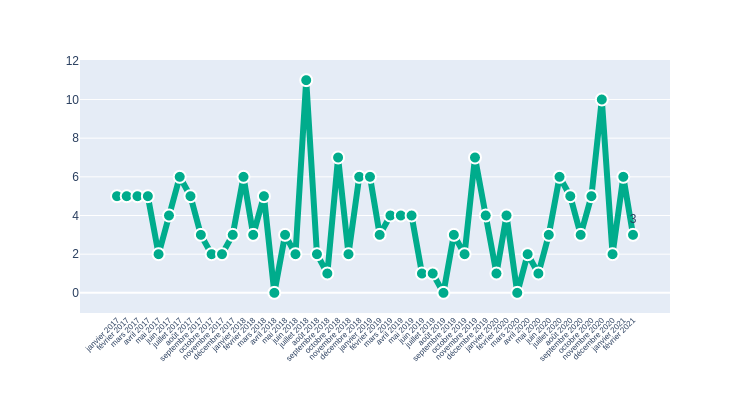 12
10
8
6
4
2
0
3
janvier 2017
février 2017
mars 2017
avril 2017
mai 2017
juin 2017
juillet 2017
août 2017
septembre 2017
octobre 2017
novembre 2017
décembre 2017
janvier 2018
février 2018
mars 2018
avril 2018
mai 2018
juin 2018
juillet 2018
août 2018
septembre 2018
octobre 2018
novembre 2018
décembre 2018
janvier 2019
février 2019
mars 2019
avril 2019
mai 2019
juin 2019
juillet 2019
août 2019
septembre 2019
octobre 2019
novembre 2019
décembre 2019
janvier 2020
février 2020
mars 2020
avril 2020
mai 2020
juin 2020
juillet 2020
août 2020
septembre 2020
octobre 2020
novembre 2020
décembre 2020
janvier 2021
février 2021